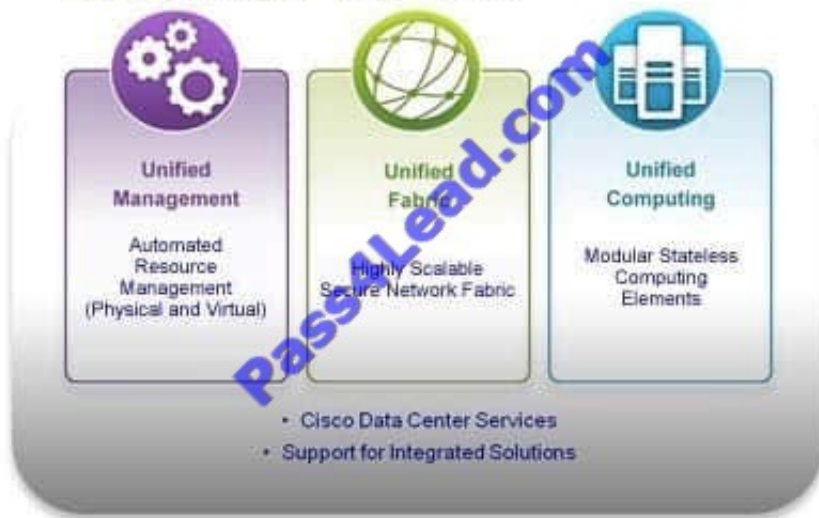 Unified
Management
Automated
Resource
Management
(Physical and Virtual)
Unified
Fabric
Highly Scalable
Secure Network Fabric
Unified
Computing
Modular Stateless
Computing
Elements
• Cisco Data Center Services
• Support for Integrated Solutions
Pass4Lead.com